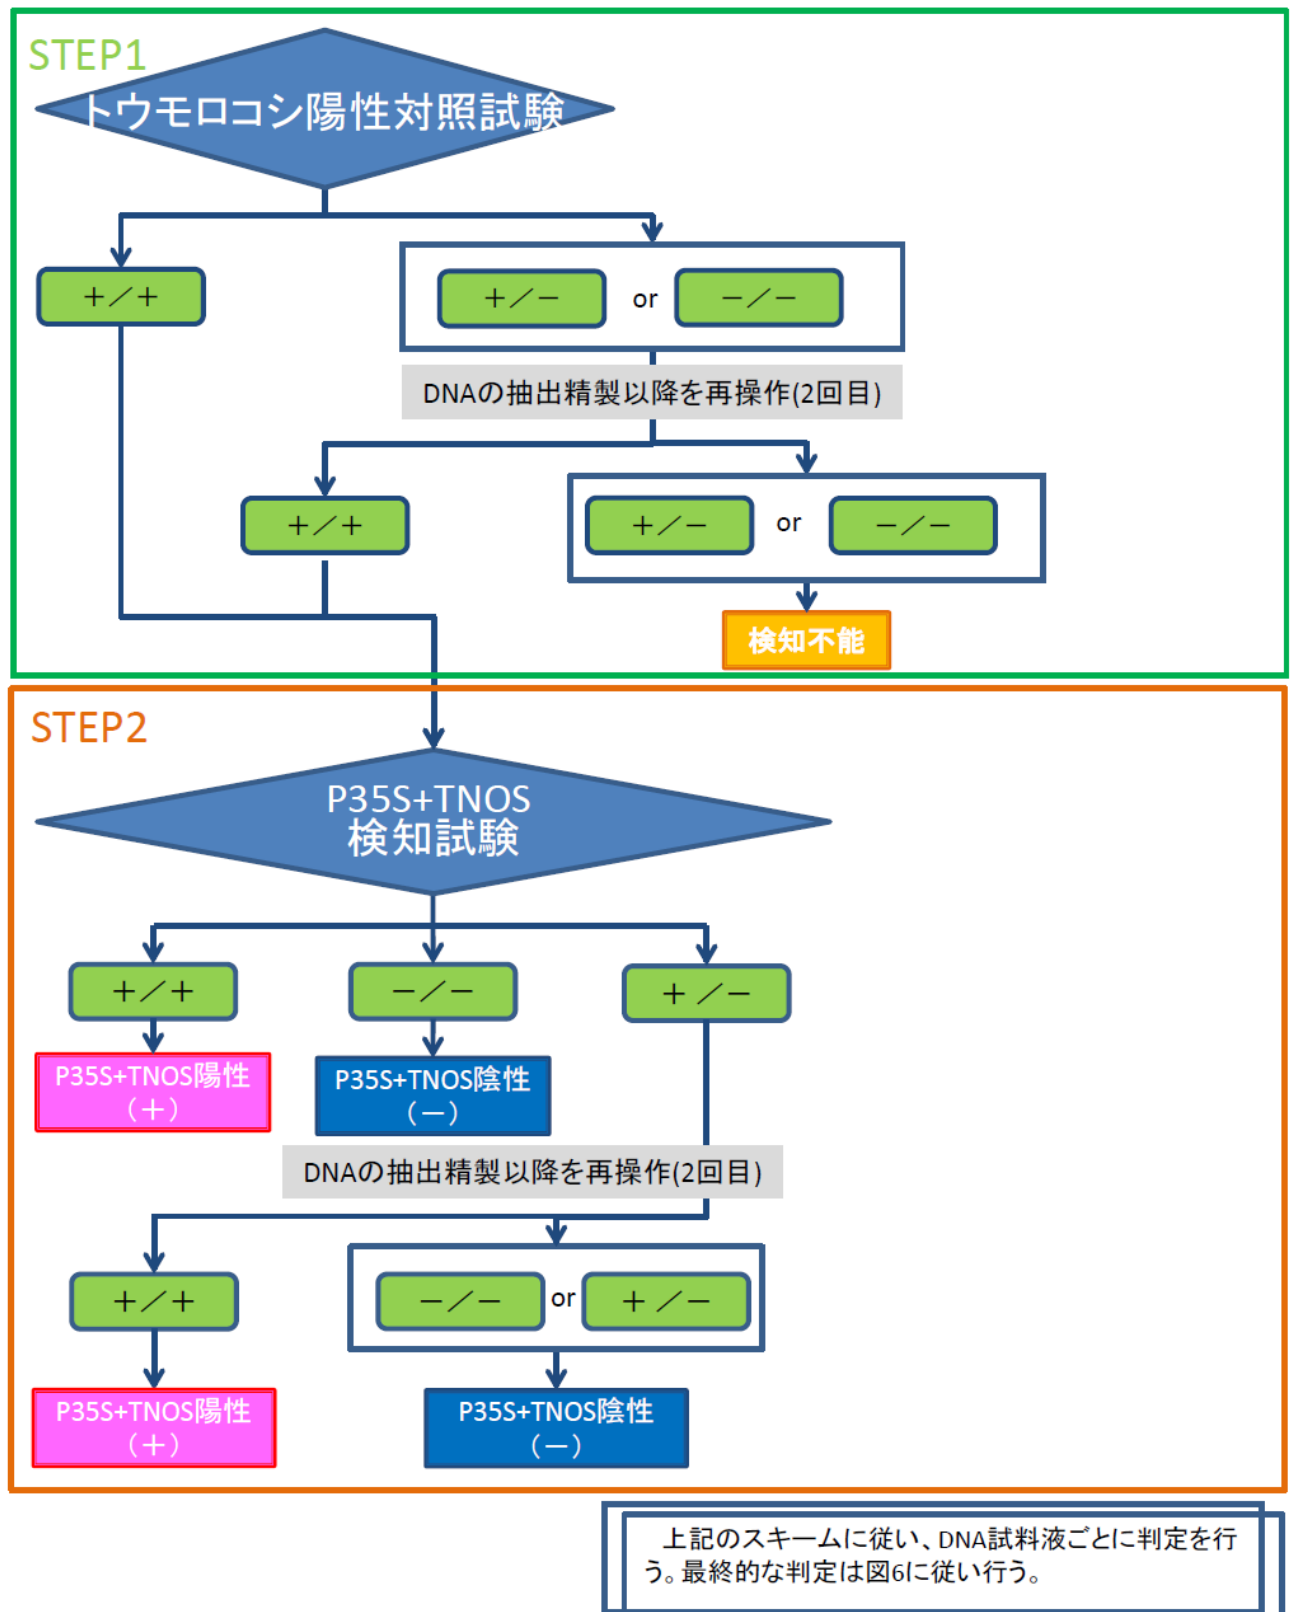 STEP1
トウモロコシ陽性対照試験
＋／＋
＋／－ or －／－
DNAの抽出精製以降を再操作(2回目)
＋／＋
＋／－ or －／－
検知不能
STEP2
P35S+TNOS
検知試験
＋／＋
－／－
＋／－
P35S+TNOS陽性
（＋）
P35S+TNOS陰性
（－）
DNAの抽出精製以降を再操作(2回目)
＋／＋
－／－ or ＋／－
P35S+TNOS陽性
（＋）
P35S+TNOS陰性
（－）
上記のスキームに従い、DNA試料液ごとに判定を行
う。最終的な判定は図6に従い行う。